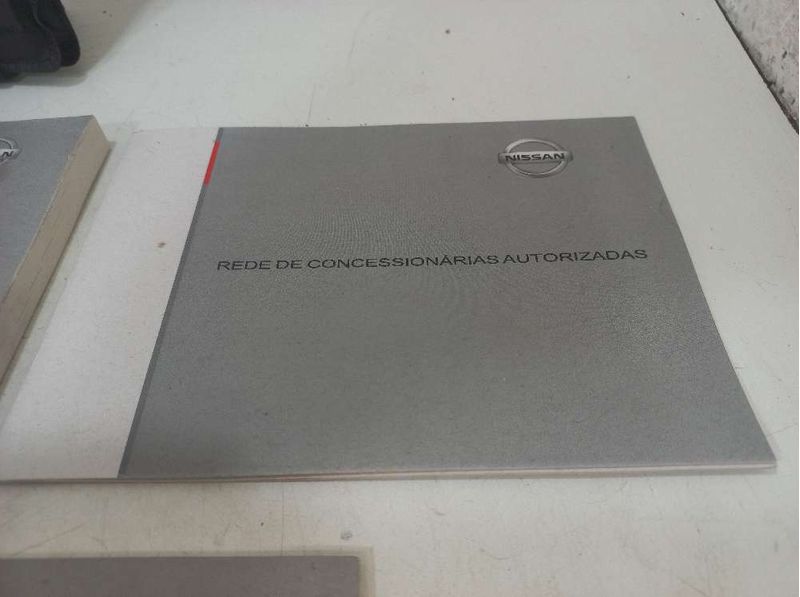 NISSAN
REDE DE CONCESSIONÁRIAS AUTORIZADAS